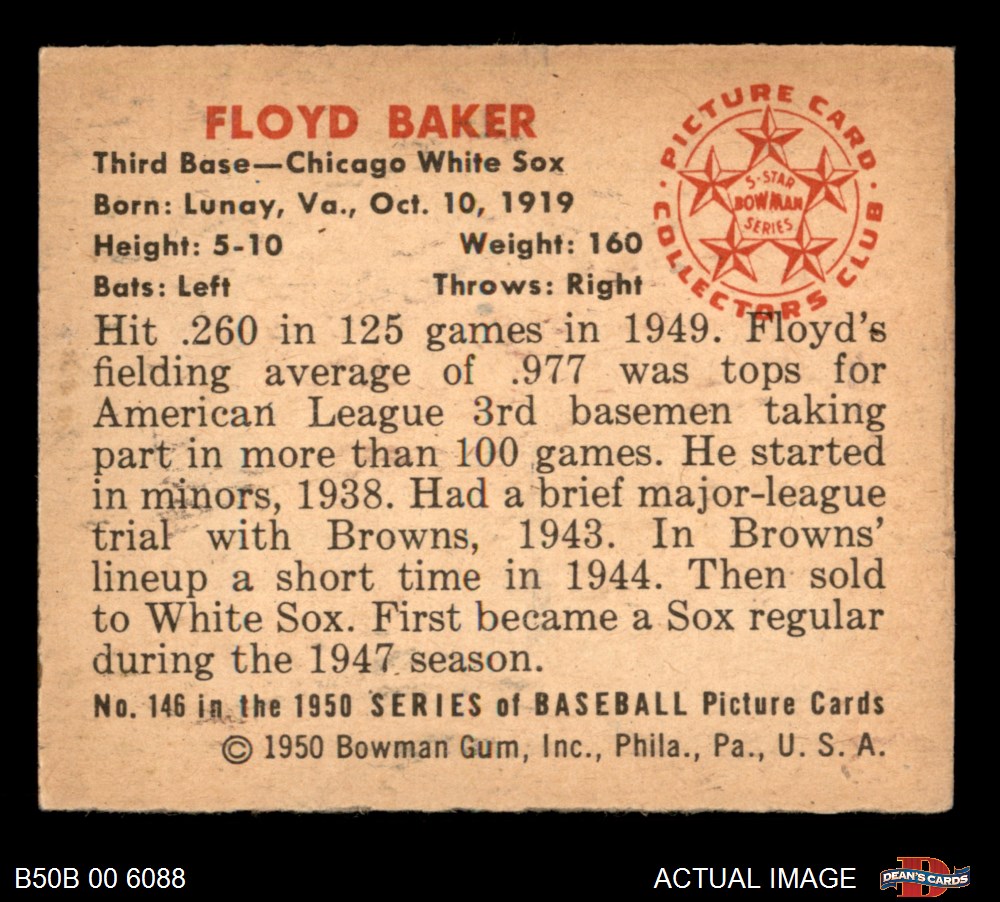 FLOYD BAKER
Third Base—Chicago White Sox
Born: Lunay, Va., Oct. 10, 1919
Height: 5-10 Weight: 160
Bats: Left Throws: Right
PICTURE CARD COLLECTORS CLUB
5-STAR
BOWMAN
SERIES
Hit .260 in 125 games in 1949. Floyd's
fielding average of .977 was tops for
American League 3rd basemen taking
part in more than 100 games. He started
in minors, 1938. Had a brief major-league
trial with Browns, 1943. In Browns'
lineup a short time in 1944. Then sold
to White Sox. First became a Sox regular
during the 1947 season.
No. 146 in the 1950 SERIES of BASEBALL Picture Cards
© 1950 Bowman Gum, Inc., Phila., Pa., U. S. A.
B50B 00 6088
ACTUAL IMAGE
D
DEAN'S CARDS